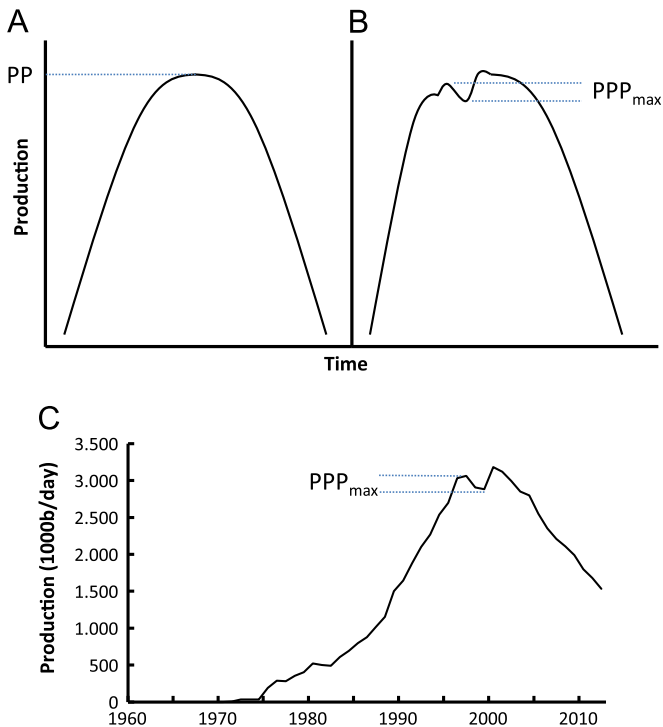 A
B
PP
PPPmax
Production
Time
C
3.500
3.000
2.500
2.000
1.500
1.000
500
0
Production (1000b/day)
PPPmax
1960
1970
1980
1990
2000
2010